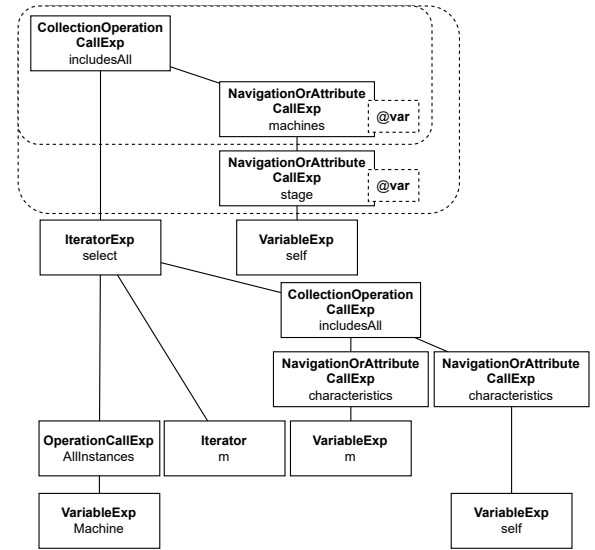 CollectionOperation
CallExp
includesAll
NavigationOrAttribute
CallExp
machines
@var
NavigationOrAttribute
CallExp
stage
@var
IteratorExp
select
VariableExp
self
CollectionOperation
CallExp
includesAll
NavigationOrAttribute
CallExp
characteristics
NavigationOrAttribute
CallExp
characteristics
OperationCallExp
AllInstances
Iterator
m
VariableExp
m
VariableExp
Machine
VariableExp
self